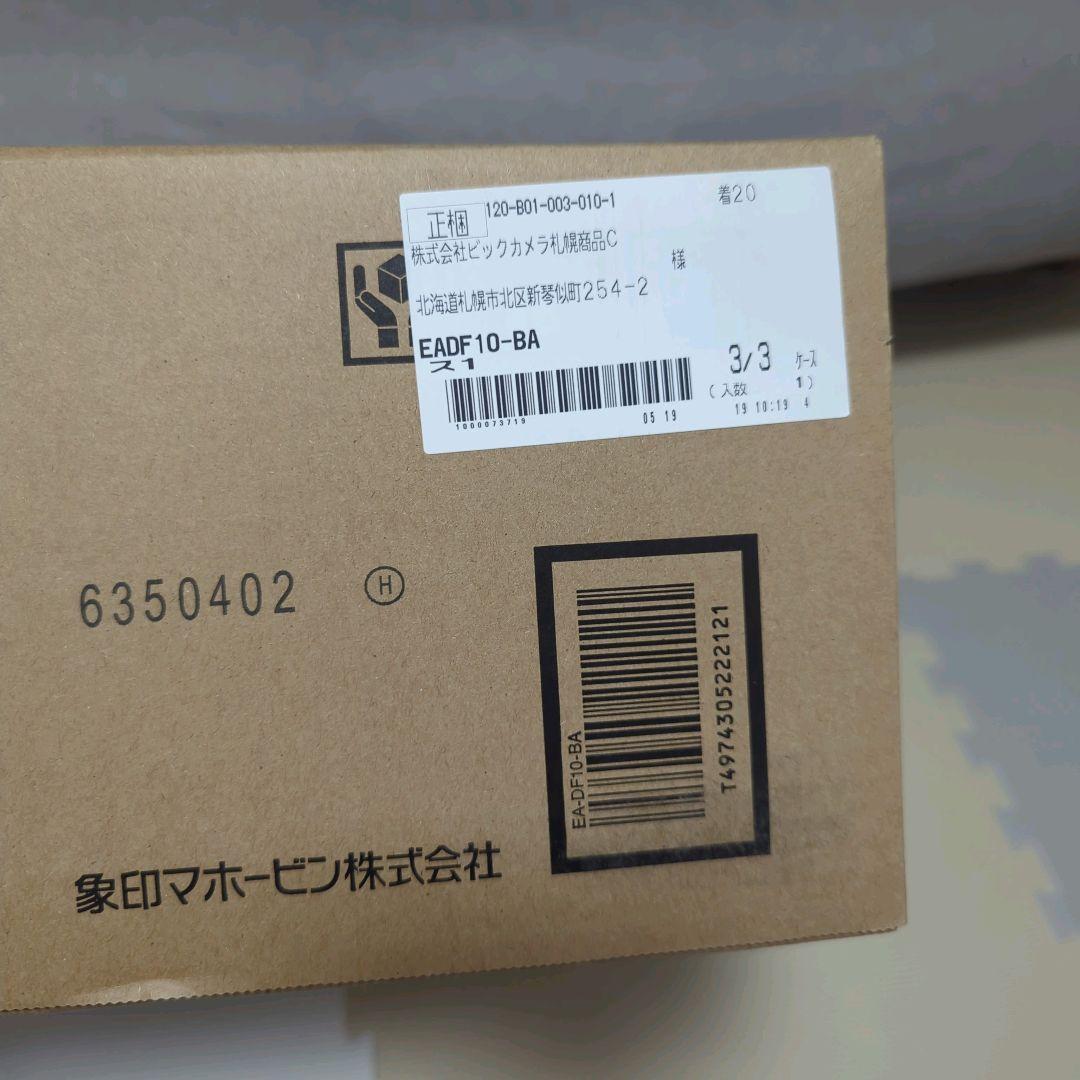 正梱 120-B01-003-010-1 着20
株式会社ビックカメラ札幌商品C 様
北海道札幌市北区新琴似町254-2
EADF10-BA
ス1
3/3 ケース
(入数 1)
1000073719
05 19
19 10:19 4
6350402 H
EA-DF10-BA
T4974305222121
象印マホービン株式会社